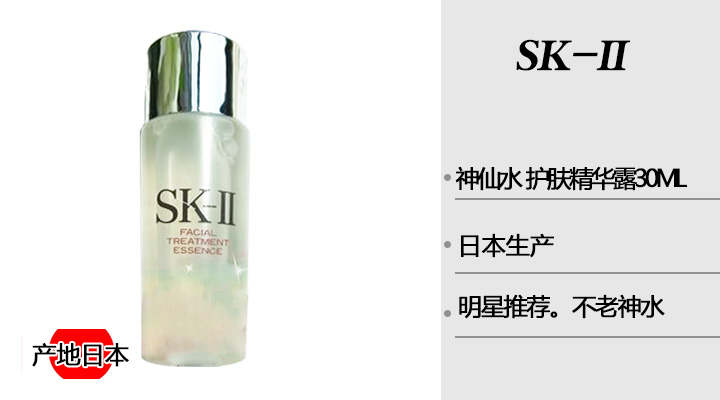 SK-II
FACIAL
TREATMENT
ESSENCE
产地日本
SK-II
神仙水 护肤精华露30ML
日本生产
明星推荐。不老神水